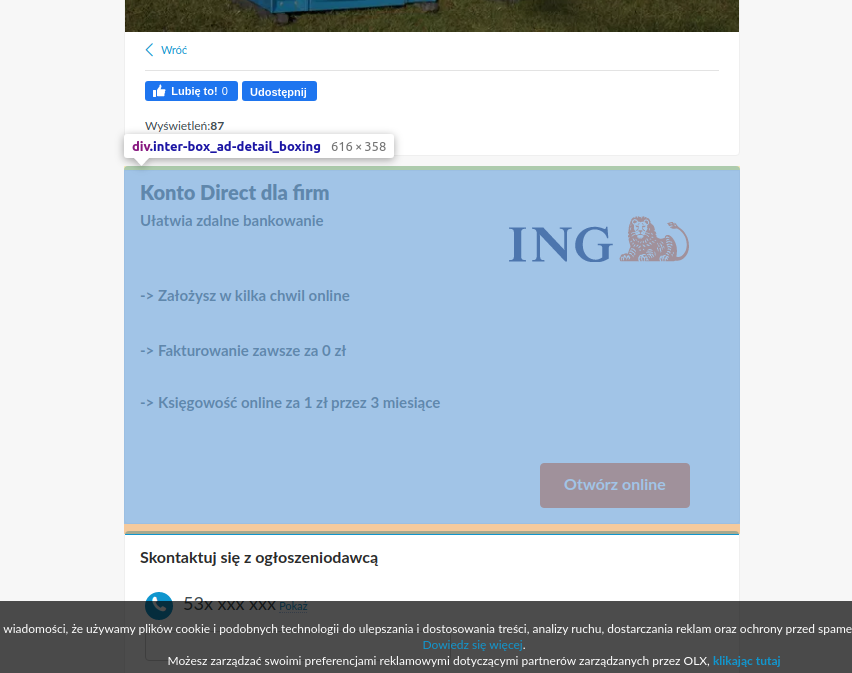 Wróć
Lubię to! 0
Udostępnij
Wyświetleń:87
div.inter-box_ad-detail_boxing 616 × 358
Konto Direct dla firm
Ułatwia zdalne bankowanie
ING
-> Założysz w kilka chwil online
-> Fakturowanie zawsze za 0 zł
-> Księgowość online za 1 zł przez 3 miesiące
Otwórz online
Skontaktuj się z ogłoszeniodawcą
53x xxx xxx Pokaż
wiadomości, że używamy plików cookie i podobnych technologii do ulepszania i dostosowania treści, analizy ruchu, dostarczania reklam oraz ochrony przed spame
Dowiedz się więcej.
Możesz zarządzać swoimi preferencjami reklamowymi dotyczącymi partnerów zarządzanych przez OLX, klikając tutaj